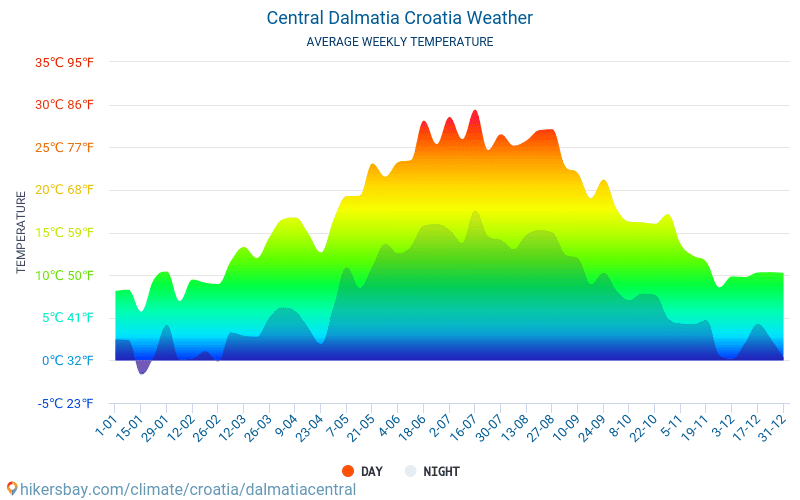 Central Dalmatia Croatia Weather
AVERAGE WEEKLY TEMPERATURE
TEMPERATURE
35℃ 95℉
30℃ 86℉
25℃ 77℉
20℃ 68℉
15℃ 59℉
10℃ 50℉
5℃ 41℉
0℃ 32℉
-5℃ 23℉
1-01 15-01 29-01 12-02 26-02 12-03 26-03 9-04 23-04 7-05 21-05 4-06 18-06 2-07 16-07 30-07 13-08 27-08 10-09 24-09 8-10 22-10 5-11 19-11 3-12 17-12 31-12
DAY NIGHT
hikersbay.com/climate/croatia/dalmatiacentral